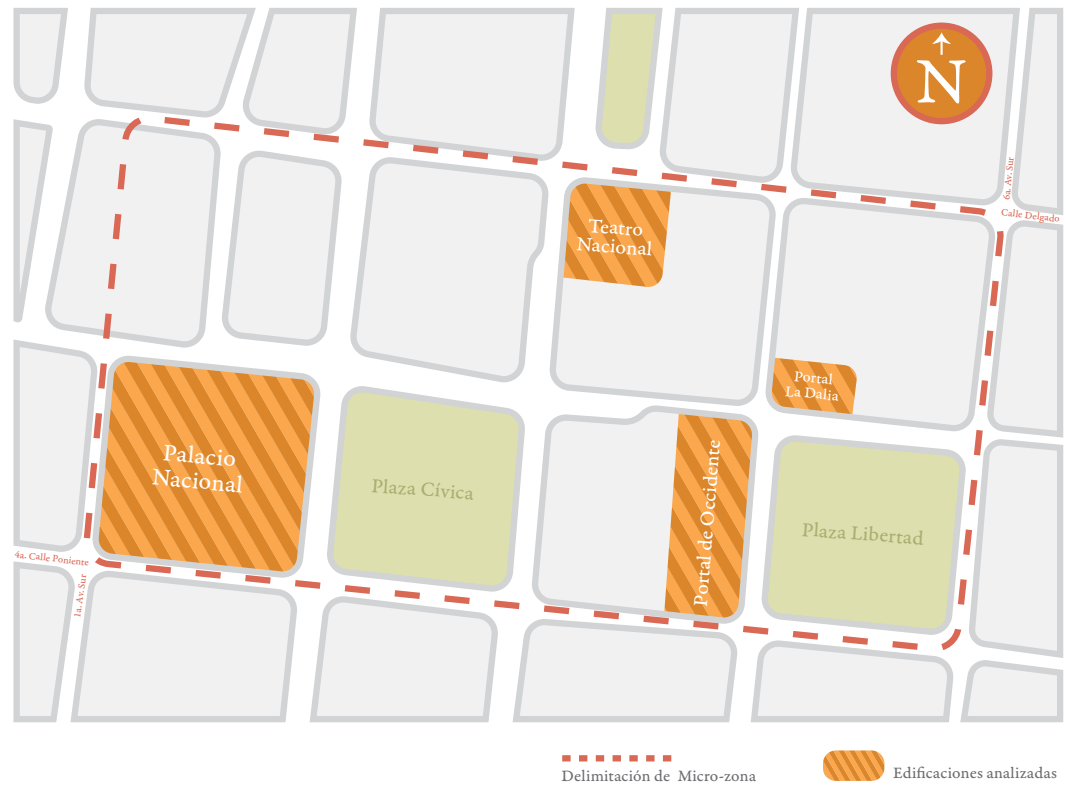 N
6a. Av. Sur
Calle Delgado
Teatro
Nacional
Portal
La Dalia
Palacio
Nacional
Plaza Cívica
Portal de Occidente
Plaza Libertad
4a. Calle Poniente
1a. Av. Sur
Delimitación de Micro-zona
Edificaciones analizadas